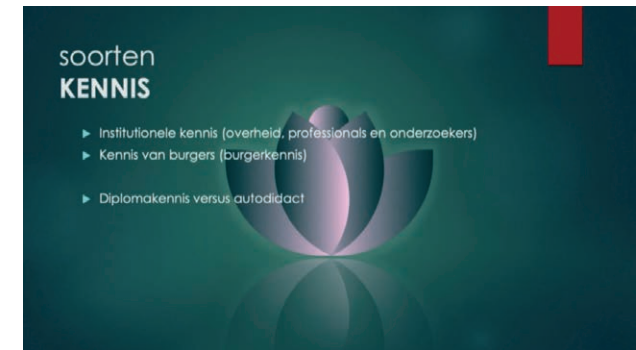 soorten
KENNIS
Institutionele kennis (overheid, professionals en onderzoekers)
Kennis van burgers (burgerkennis)
Diplomakennis versus autodidact